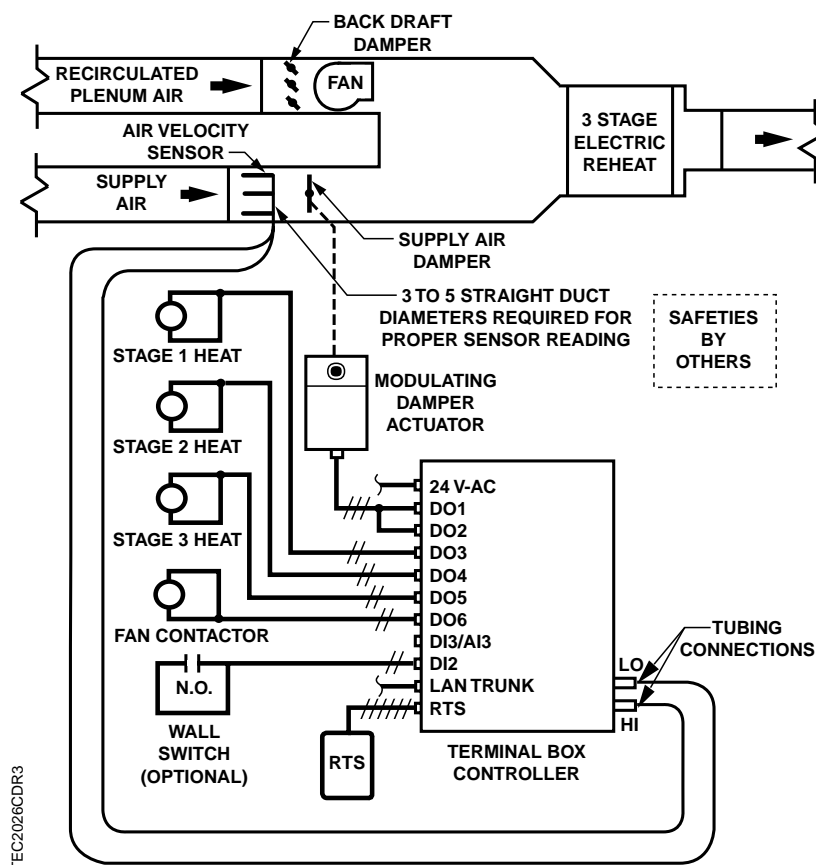 BACK DRAFT
DAMPER
RECIRCULATED
PLENUM AIR
FAN
AIR VELOCITY
SENSOR
3 STAGE
ELECTRIC
REHEAT
SUPPLY
AIR
SUPPLY AIR
DAMPER
3 TO 5 STRAIGHT DUCT
DIAMETERS REQUIRED FOR
PROPER SENSOR READING
SAFETIES
BY
OTHERS
STAGE 1 HEAT
MODULATING
DAMPER
ACTUATOR
STAGE 2 HEAT
STAGE 3 HEAT
FAN CONTACTOR
24 V-AC
DO1
DO2
DO3
DO4
DO5
DO6
DI3/AI3
DI2
LAN TRUNK
RTS
TUBING
CONNECTIONS
LO
HI
N.O.
WALL
SWITCH
(OPTIONAL)
RTS
TERMINAL BOX
CONTROLLER
TEC2026CDR3